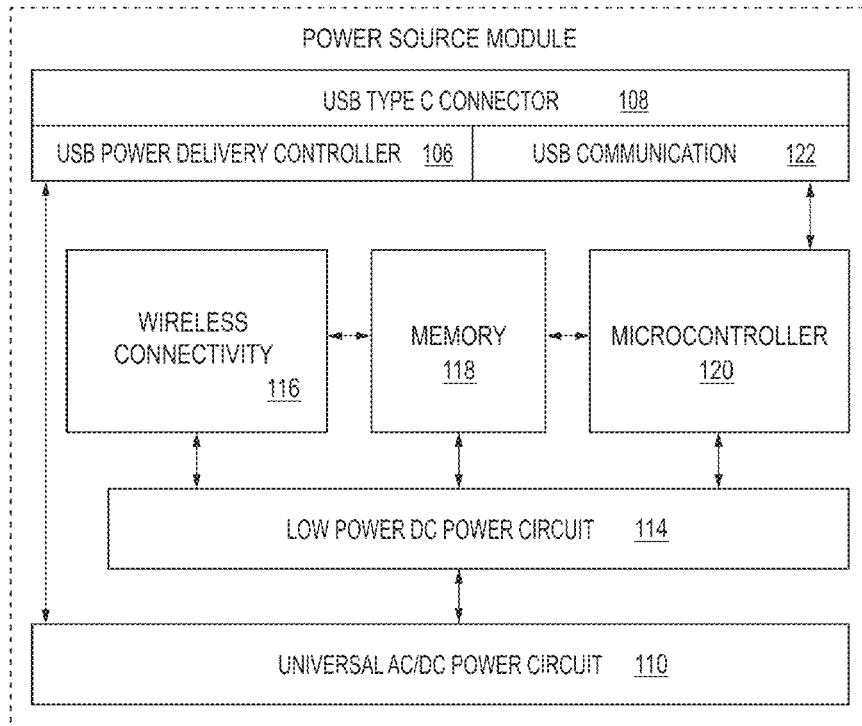 POWER SOURCE MODULE
USB TYPE C CONNECTOR 108
USB POWER DELIVERY CONTROLLER 106
USB COMMUNICATION 122
WIRELESS
CONNECTIVITY
116
MEMORY
118
MICROCONTROLLER
120
LOW POWER DC POWER CIRCUIT 114
UNIVERSAL AC/DC POWER CIRCUIT 110